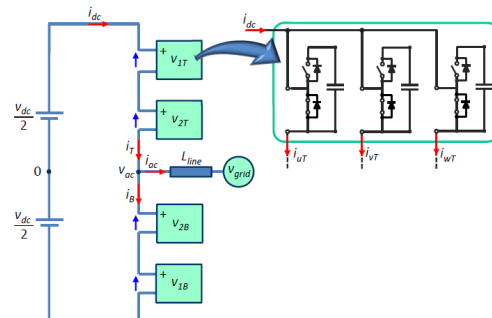 i_dc
i_dc
+ v_1T
+ v_2T
v_dc/2
i_uT i_vT i_wT
i_T
0 v_ac i_ac L_line v_grid
i_B
v_dc/2
+ v_2B
+ v_1B